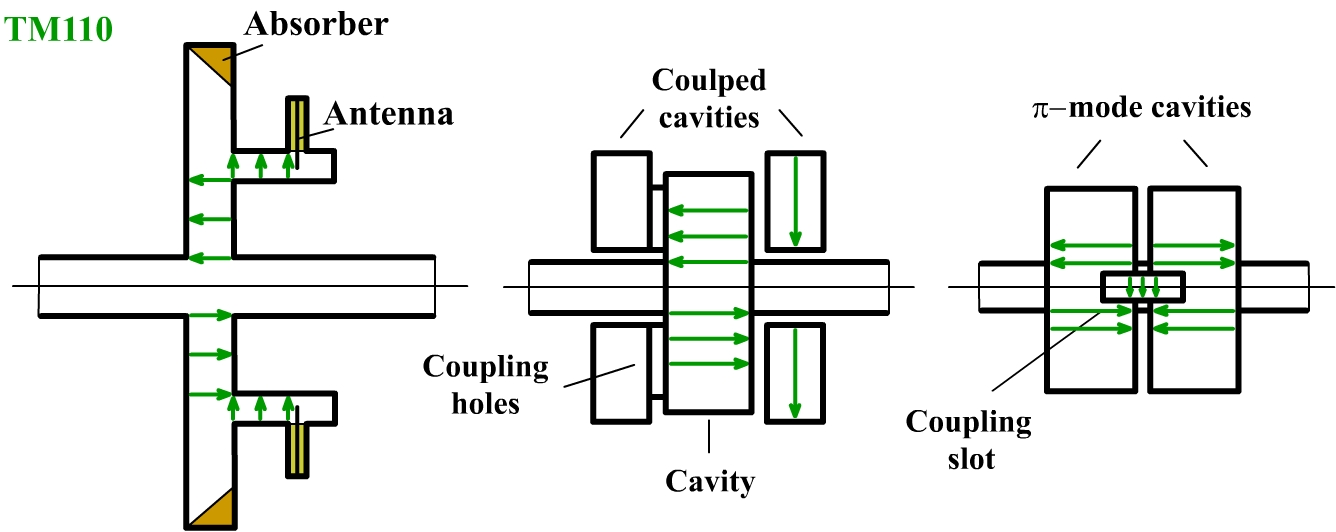 TM110
Absorber
Antenna
Coulped
cavities
Coupling
holes
Cavity
π−mode cavities
Coupling
slot